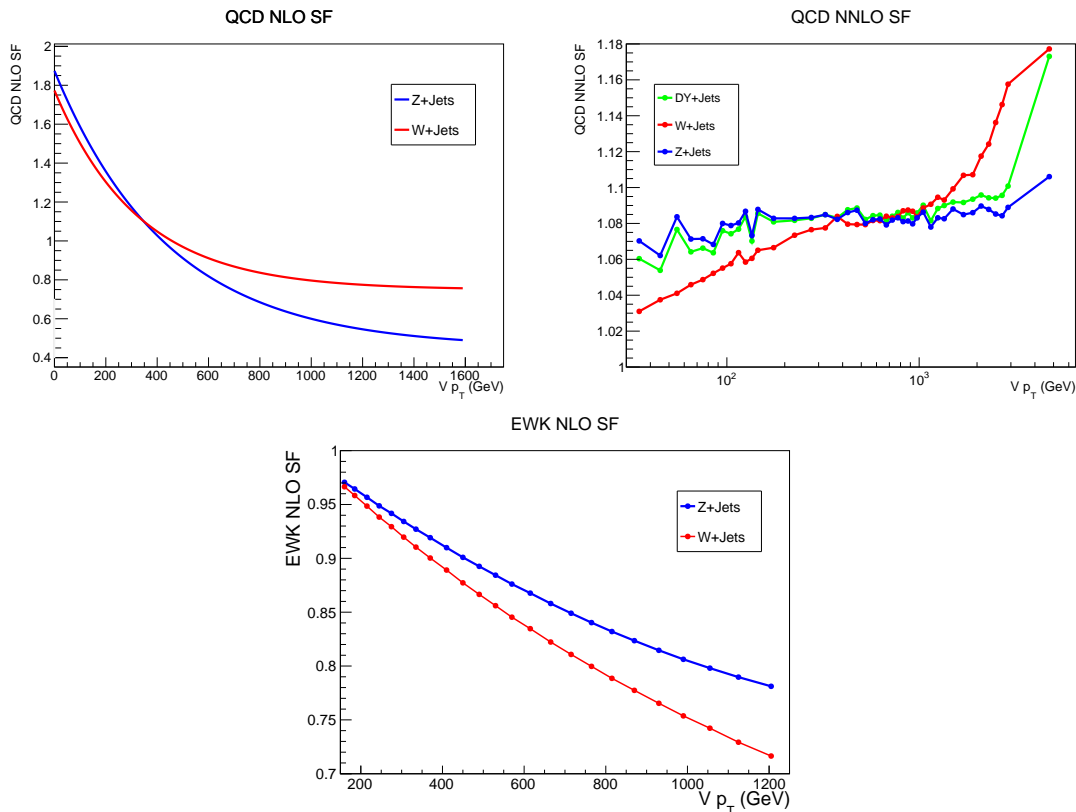 QCD NLO SF
QCD NLO SF
2
1.8
1.6
1.4
1.2
1
0.8
0.6
0.4
0 200 400 600 800 1000 1200 1400 1600
V p_T (GeV)
Z+Jets
W+Jets
QCD NNLO SF
QCD NNLO SF
1.18
1.16
1.14
1.12
1.1
1.08
1.06
1.04
1.02
1
10² 10³
V p_T (GeV)
DY+Jets
W+Jets
Z+Jets
EWK NLO SF
EWK NLO SF
1
0.95
0.9
0.85
0.8
0.75
0.7
200 400 600 800 1000 1200
V p_T (GeV)
Z+Jets
W+Jets